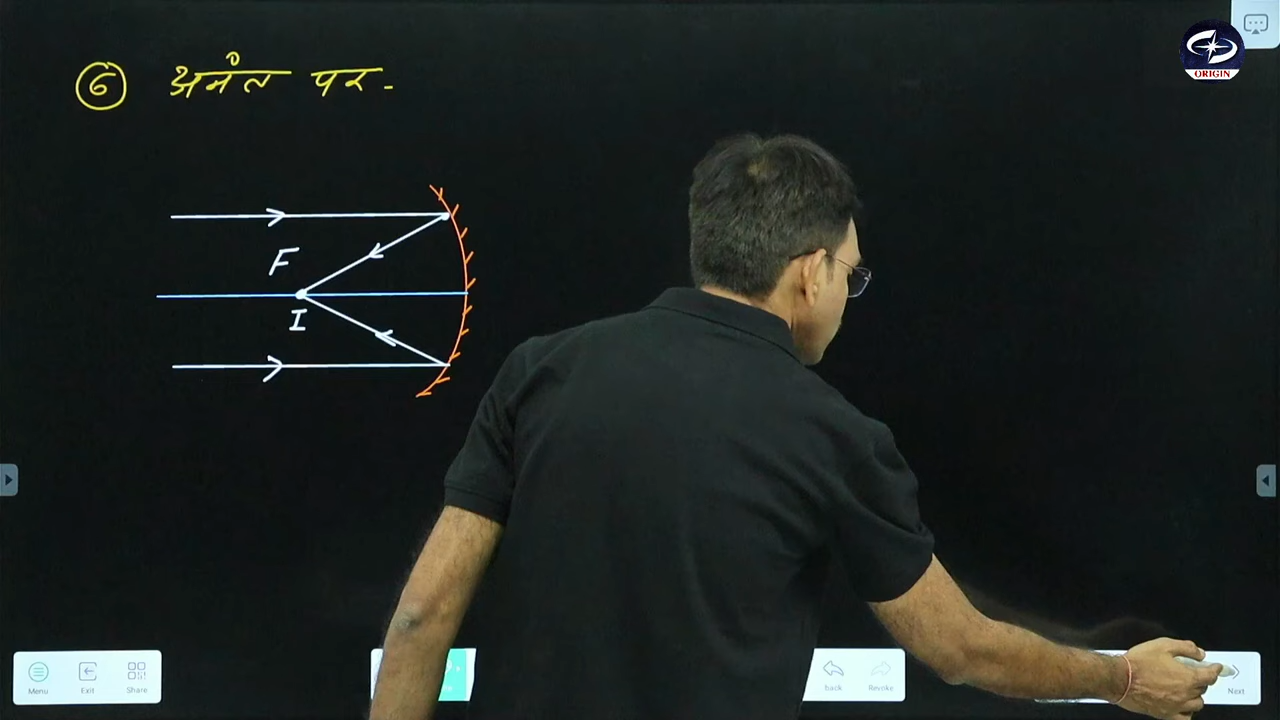 ⑥ अनंत पर -
ORIGIN
F
I
Menu
Exit
Share
back
Revoke
Next